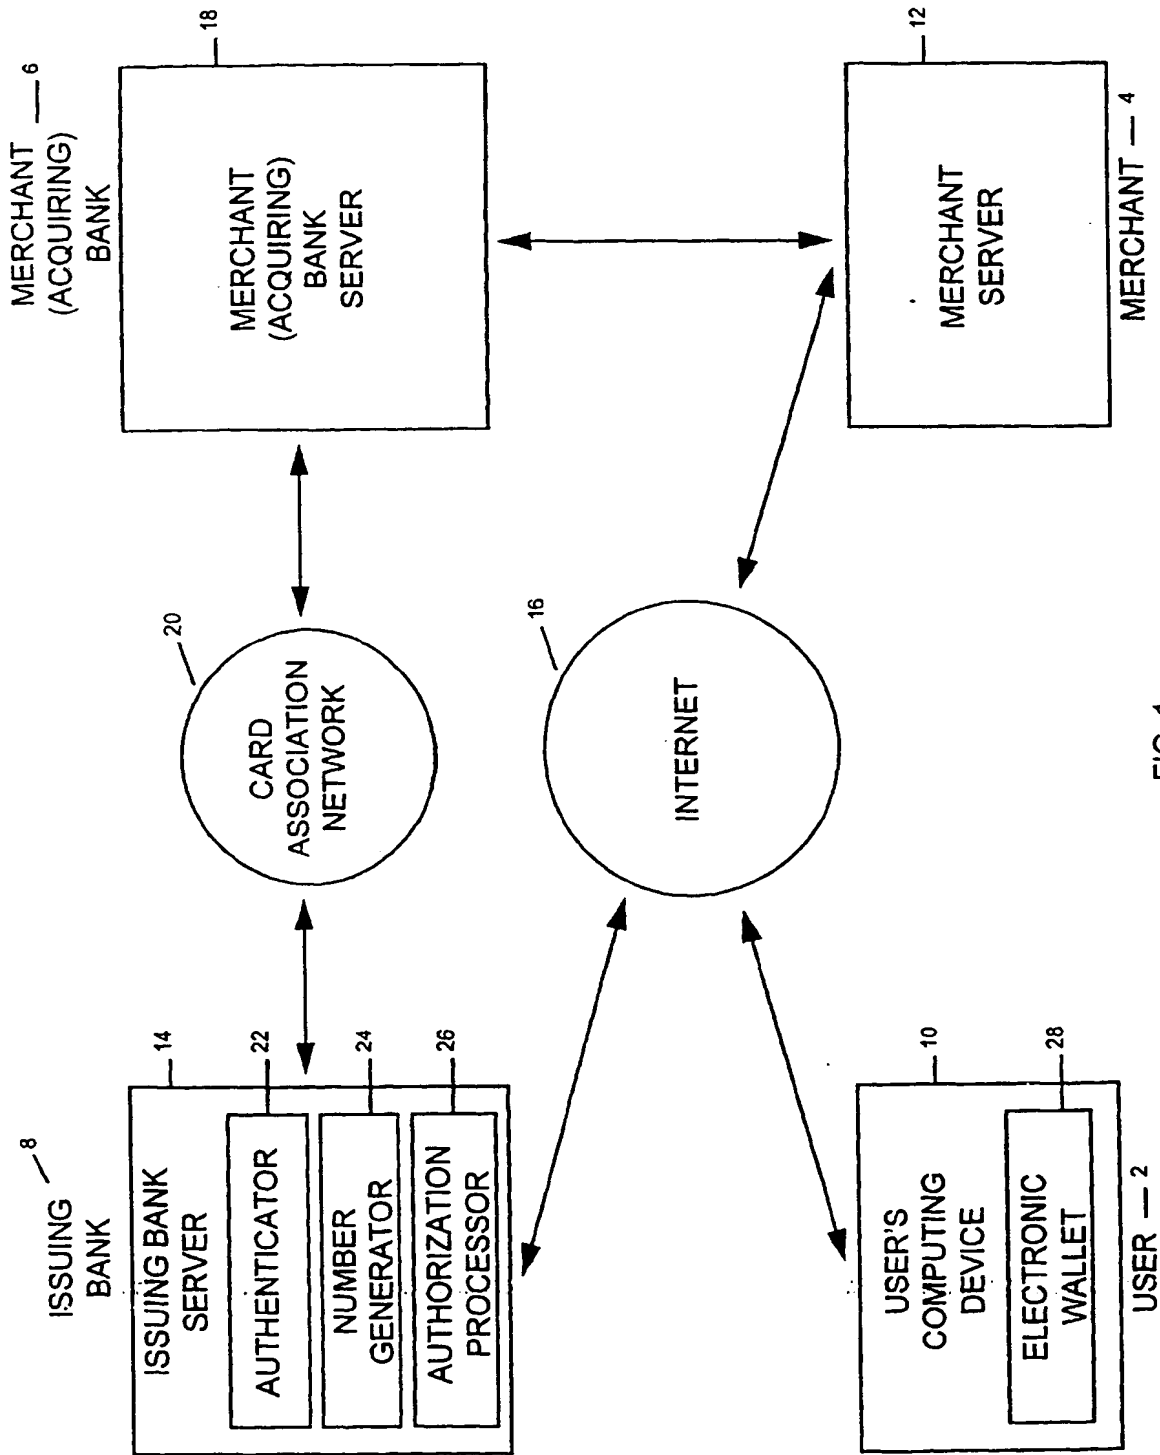 ISSUING
BANK
8
ISSUING BANK
SERVER
14
AUTHENTICATOR
22
NUMBER
GENERATOR
24
AUTHORIZATION
PROCESSOR
26
CARD
ASSOCIATION
NETWORK
20
MERCHANT
(ACQUIRING)
BANK
6
MERCHANT
(ACQUIRING)
BANK
SERVER
18
INTERNET
16
USER'S
COMPUTING
DEVICE
10
ELECTRONIC
WALLET
28
USER
2
MERCHANT
SERVER
12
MERCHANT
4